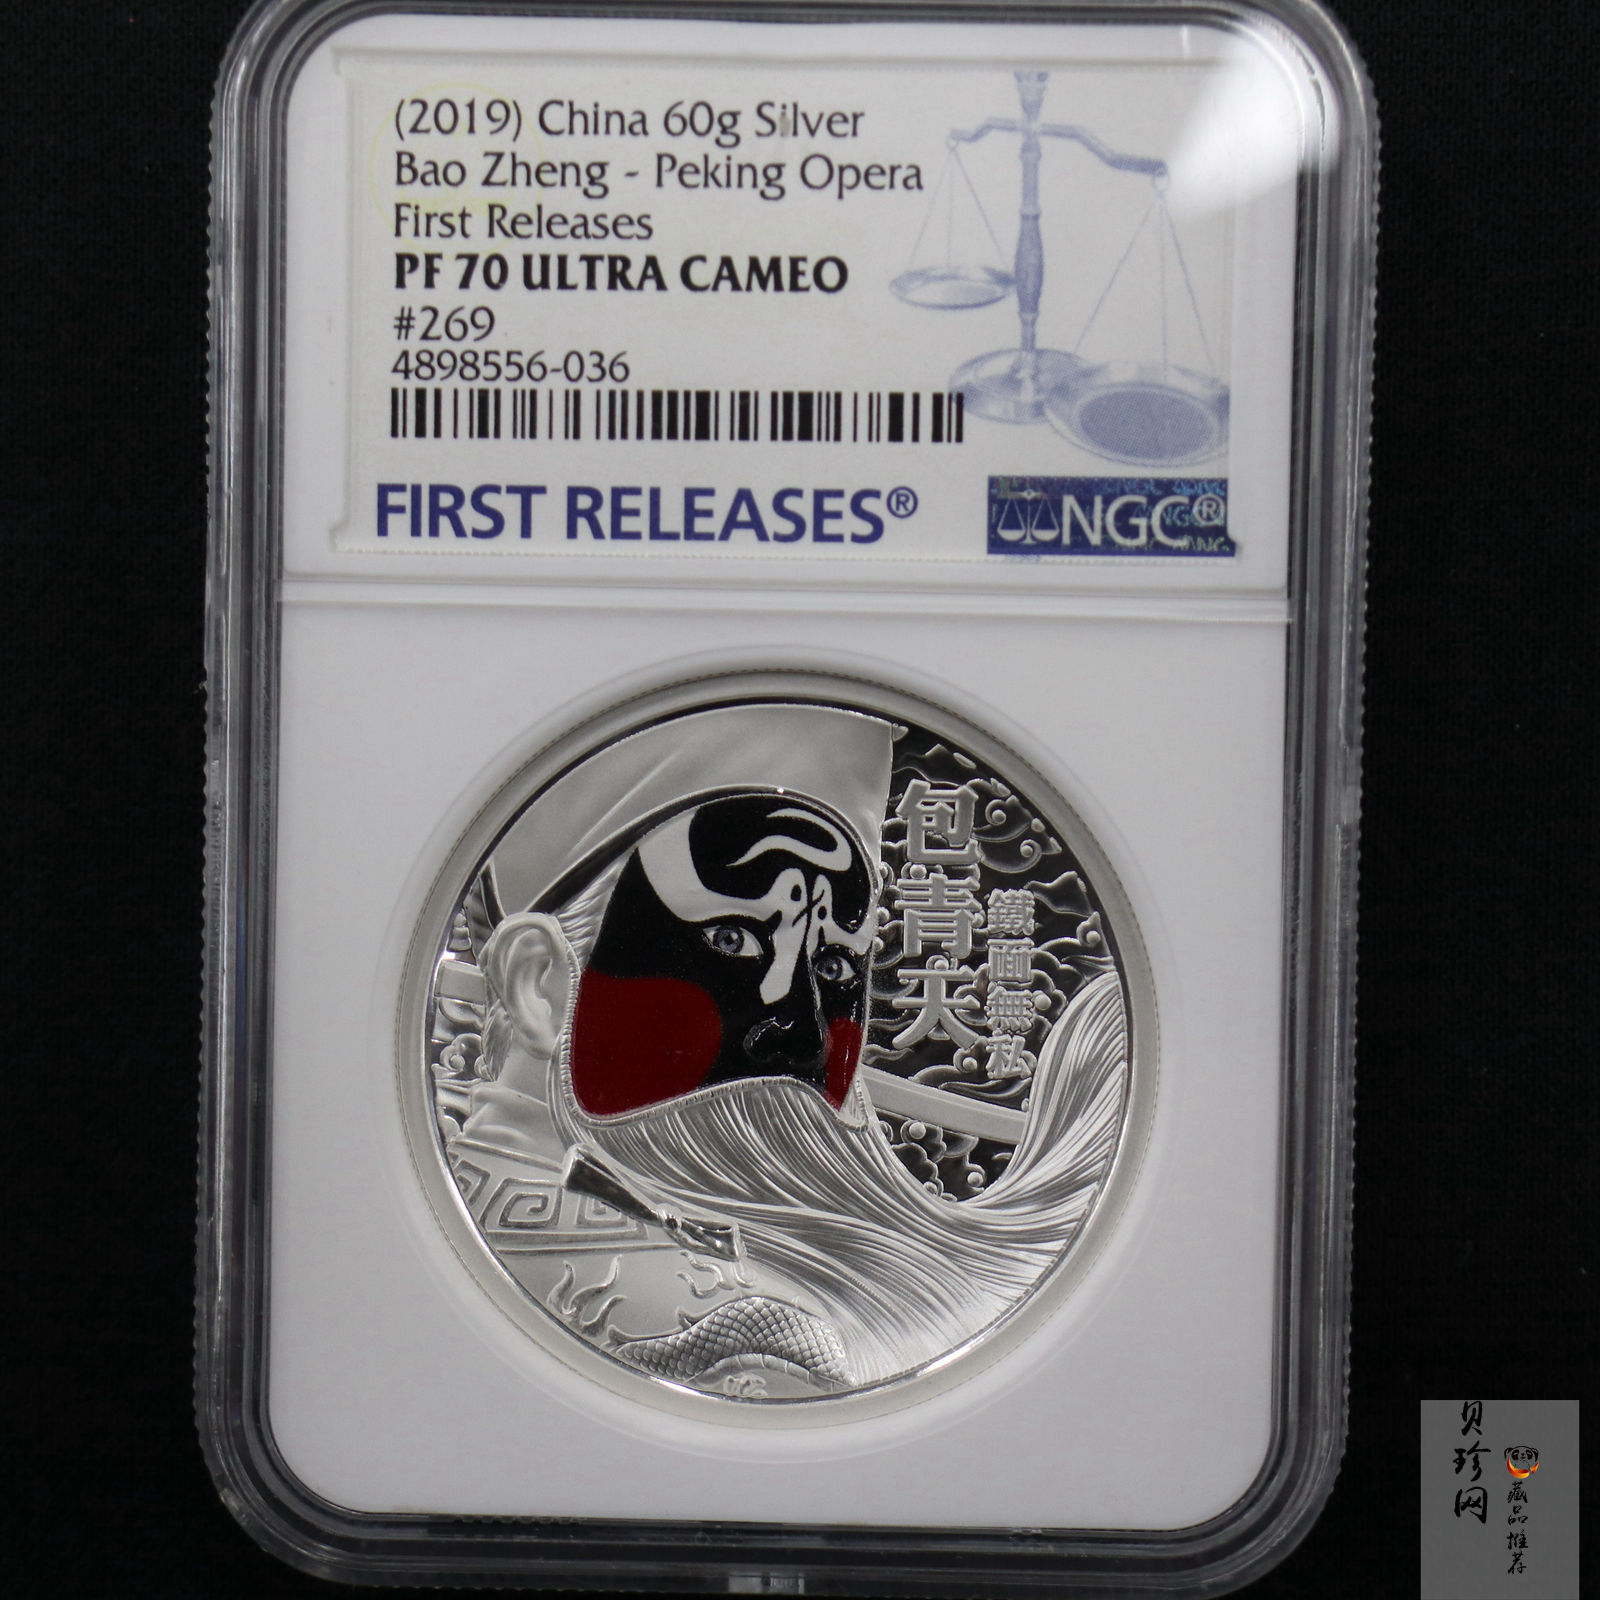 (2019) China 60g Silver
Bao Zheng - Peking Opera
First Releases
PF 70 ULTRA CAMEO
#269
4898556-036
FIRST RELEASES®
NGC®
包青天
鐵面無私
贝珍网
藏品推荐